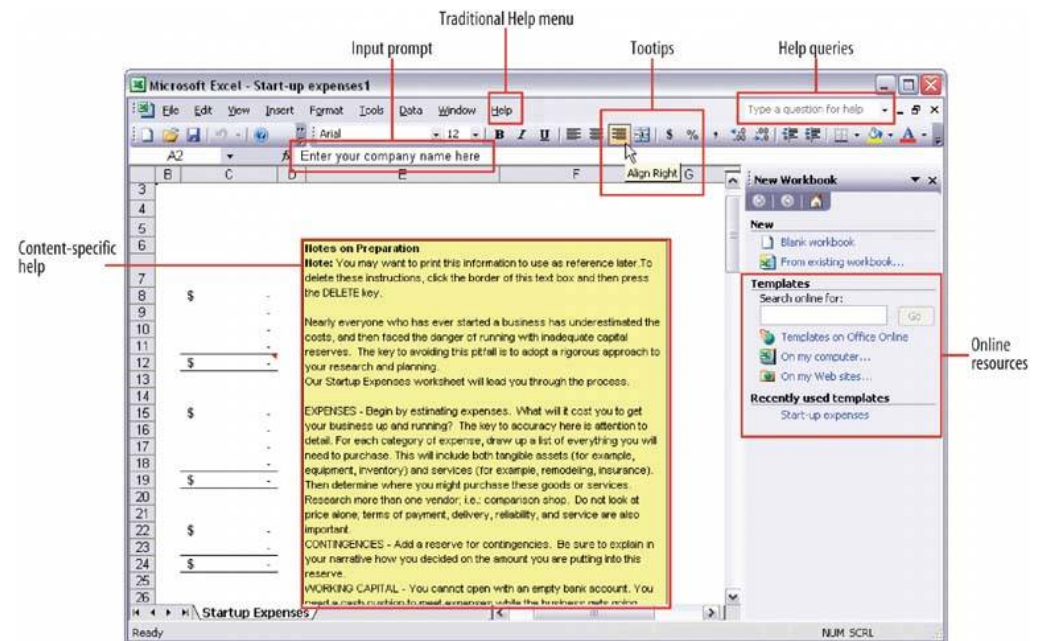 Traditional Help menu
Input prompt
Tootips
Help queries
Microsoft Excel - Start-up expenses1
File Edit View Insert Format Tools Data Window Help
Type a question for help
Arial 12 B I U $ % ,
A2 fx Enter your company name here
Align Right
B C D E F G
New Workbook
New
Blank workbook
From existing workbook...
Templates
Search online for:
Go
Templates on Office Online
On my computer...
On my Web sites...
Recently used templates
Start-up expenses
Online
resources
Content-specific
help
3
4
5
6
7
8 $ -
9 -
10 -
11 -
12 $ -
13
14
15 $ -
16 -
17 -
18 -
19 $ -
20
21
22 $ -
23 -
24 $ -
25
26
Notes on Preparation
Note: You may want to print this information to use as reference later.To
delete these instructions, click the border of this text box and then press
the DELETE key.
Nearly everyone who has ever started a business has underestimated the
costs, and then faced the danger of running with inadequate capital
reserves. The key to avoiding this pitfall is to adopt a rigorous approach to
your research and planning.
Our Startup Expenses worksheet will lead you through the process.
EXPENSES - Begin by estimating expenses. What will it cost you to get
your business up and running? The key to accuracy here is attention to
detail. For each category of expense, draw up a list of everything you will
need to purchase. This will include both tangible assets (for example,
equipment, inventory) and services (for example, remodeling, insurance).
Then determine where you might purchase these goods or services.
Research more than one vendor; i.e.: comparison shop. Do not look at
price alone; terms of payment, delivery, reliability, and service are also
important.
CONTINGENCIES - Add a reserve for contingencies. Be sure to explain in
your narrative how you decided on the amount you are putting into this
reserve.
WORKING CAPITAL - You cannot open with an empty bank account. You
need a cash cushion to meet expenses while the business gets going
Startup Expenses
Ready
NUM SCRL